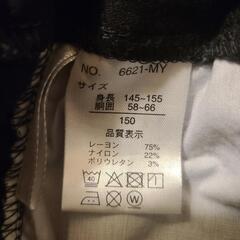 NO. 6621-MY
サイズ
身長 145~155
胴囲 58~66
150
品質表示
レーヨン 75%
ナイロン 22%
ポリウレタン 3%
40 W